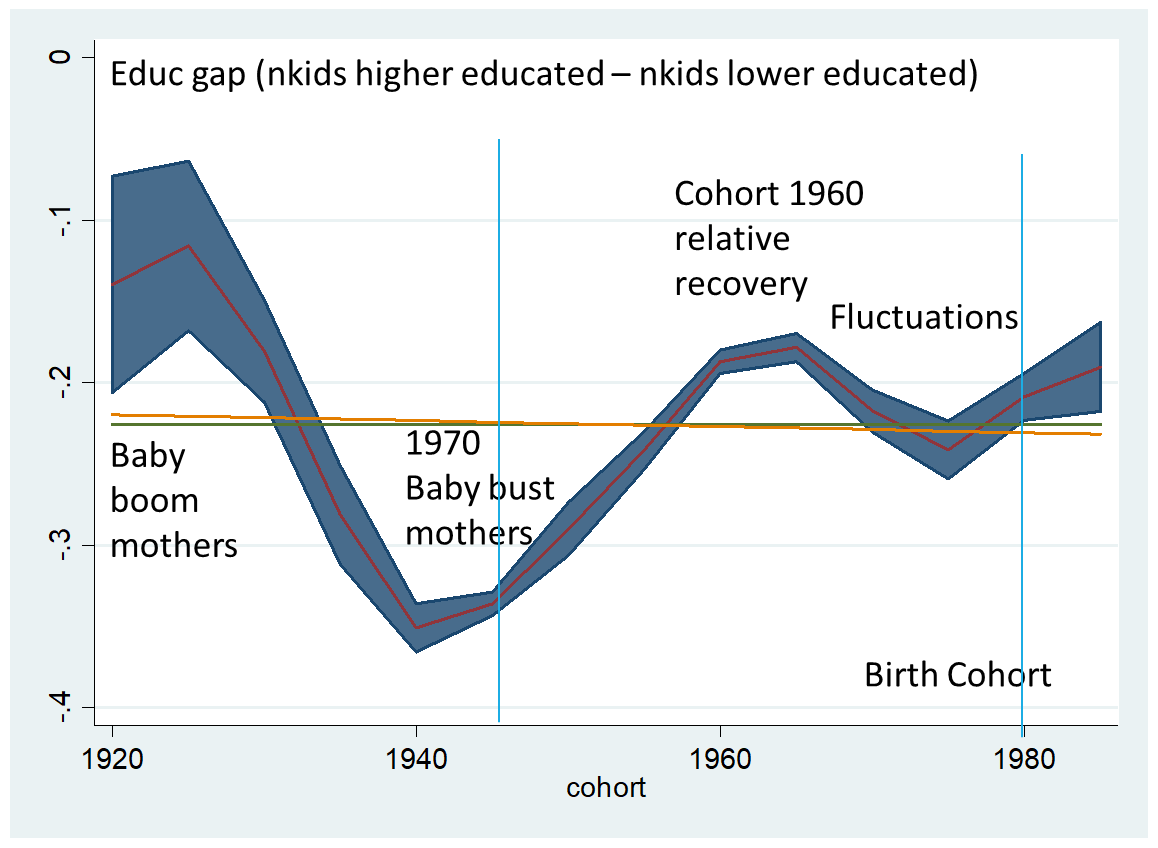 Educ gap (nkids higher educated – nkids lower educated)
0
-.1
-.2
-.3
-.4
Cohort 1960
relative
recovery
Fluctuations
Baby
boom
mothers
1970
Baby bust
mothers
Birth Cohort
1920
1940
1960
1980
cohort